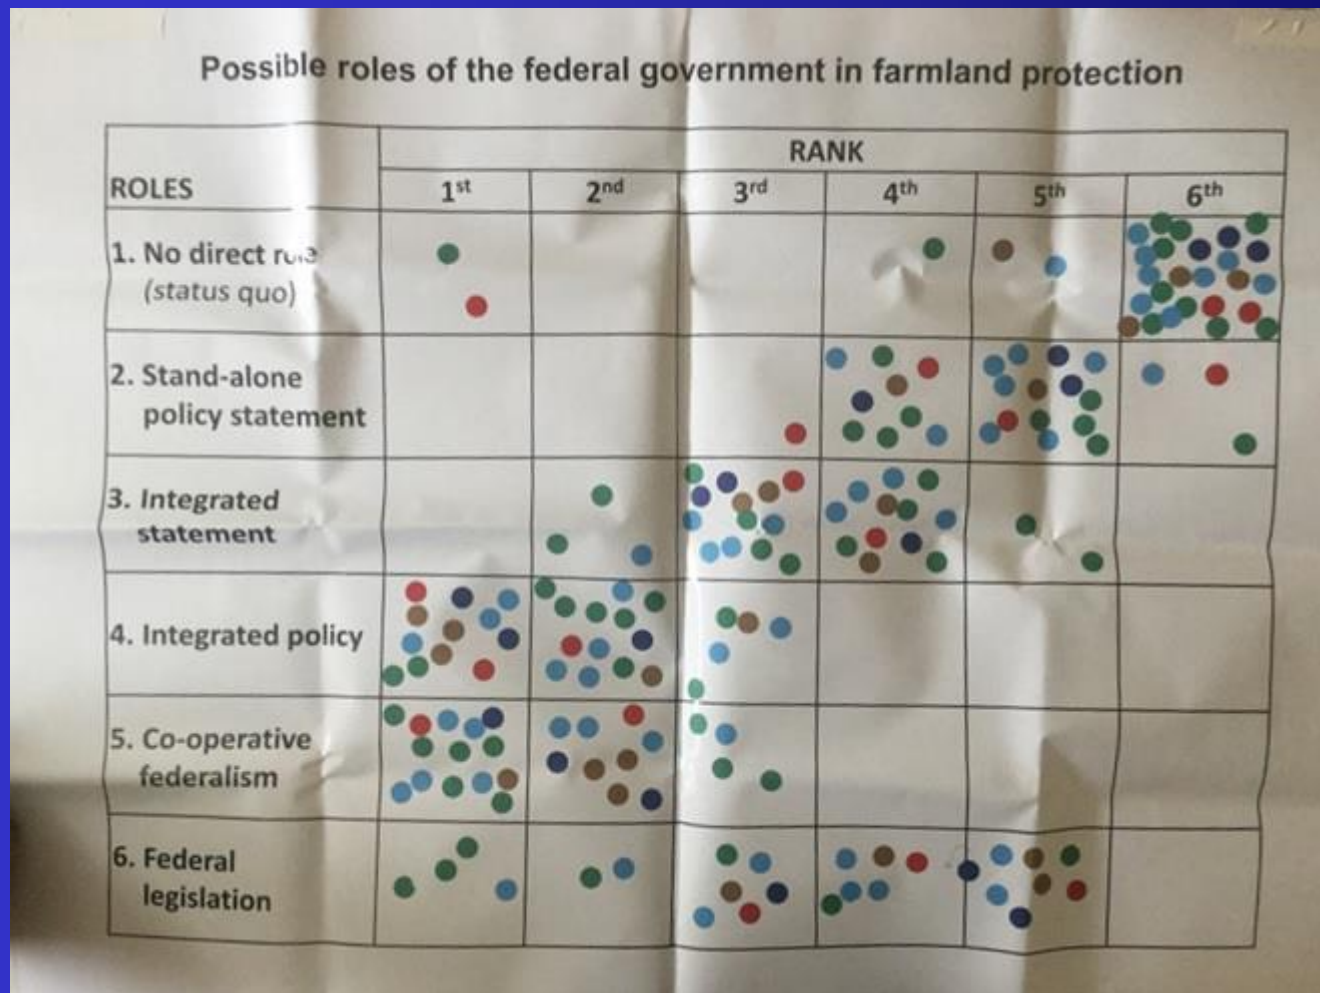 Possible roles of the federal government in farmland protection
RANK
ROLES 1st 2nd 3rd 4th 5th 6th
1. No direct
(status quo)
2. Stand-alone
policy statement
3. Integrated
statement
4. Integrated policy
5. Co-operative
federalism
6. Federal
legislation